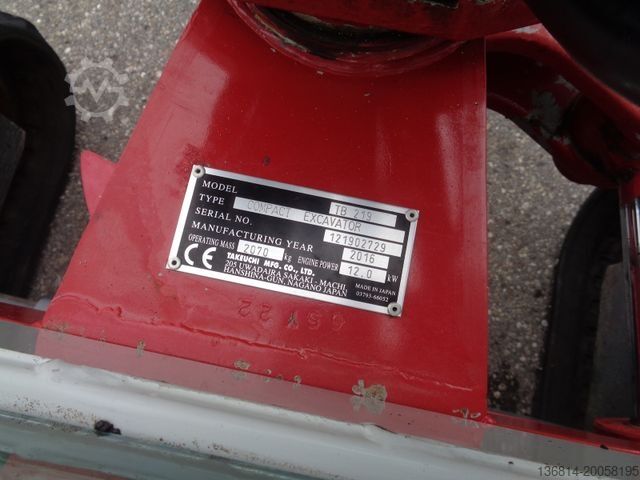 MODEL TB 219
TYPE COMPACT EXCAVATOR
SERIAL NO. 121902729
MANUFACTURING YEAR 2016
OPERATING MASS 2070 kg ENGINE POWER 12.0 kW
CE TAKEUCHI MFG. CO., LTD.
205 UWADAIRA SAKAKI, MACHI,
HANSHINA-GUN, NAGANO JAPAN
MADE IN JAPAN
03793-66052
136814-20058195